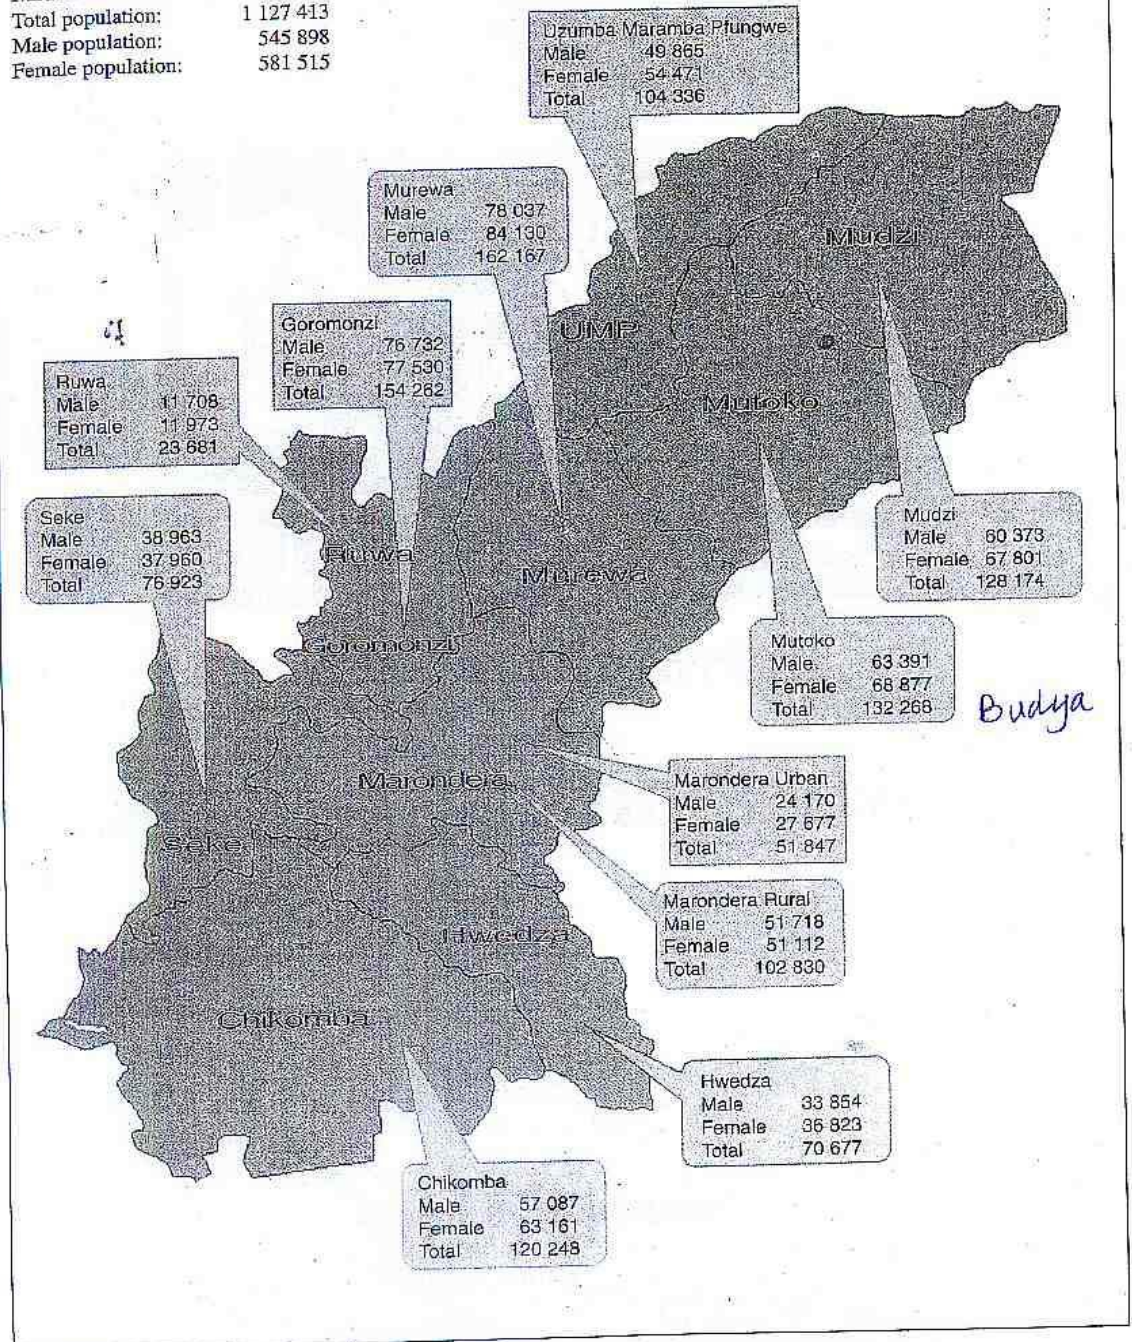 Total population: 1 127 413
Male population: 545 898
Female population: 581 515
Uzumba Maramba Pfungwe
Male 49 865
Female 54 471
Total 104 336
Murewa
Male 78 037
Female 84 130
Total 162 167
Mudzi
UMP
Goromonzi
Male 76 732
Female 77 530
Total 154 262
Ruwa
Male 11 708
Female 11 973
Total 23 681
Mutoko
Seke
Male 38 963
Female 37 960
Total 76 923
Mudzi
Male 60 373
Female 67 801
Total 128 174
Ruwa
Murewa
Goromonzi
Mutoko
Male 63 391
Female 68 877
Total 132 268
Budya
Marondera
Marondera Urban
Male 24 170
Female 27 677
Total 51 847
Seke
Marondera Rural
Male 51 718
Female 51 112
Total 102 830
Hwedza
Chikomba
Hwedza
Male 33 854
Female 36 823
Total 70 677
Chikomba
Male 57 087
Female 63 161
Total 120 248